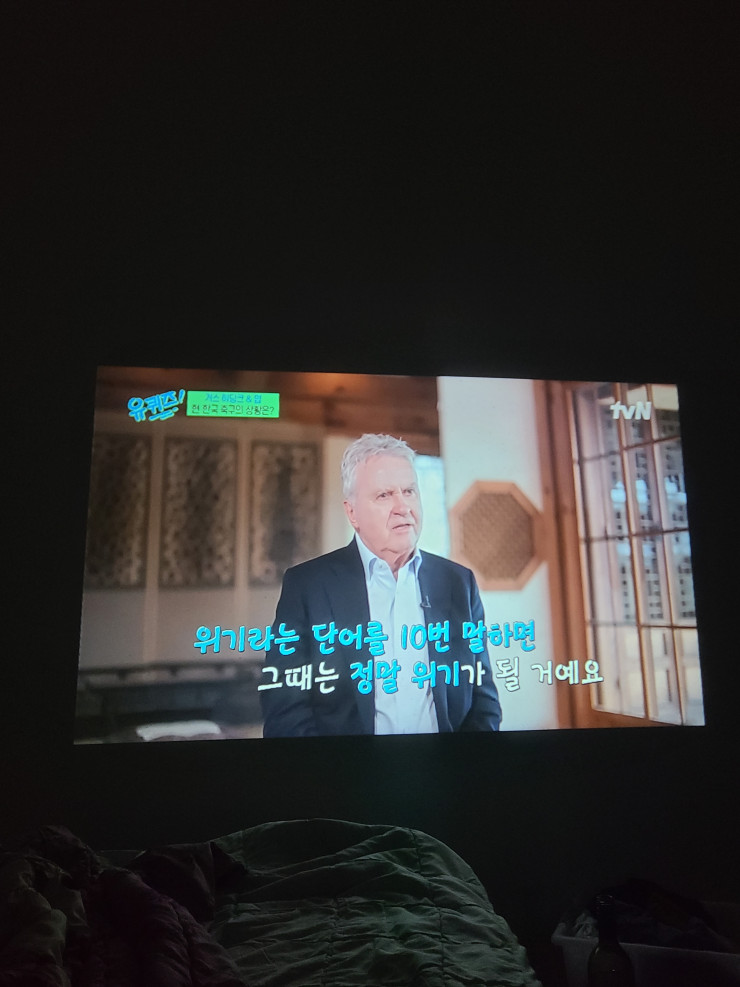 유 퀴즈!
거스 히딩크 & 맵
현 한국 축구의 상황은?
tvN
위기라는 단어를 10번 말하면
그때는 정말 위기가 될 거예요